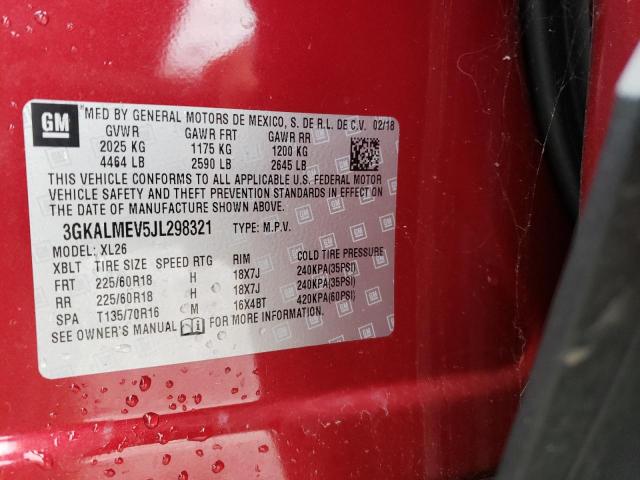 GM
MFD BY GENERAL MOTORS DE MEXICO, S. DE R.L. DE C.V. 02/18
GVWR GAWR FRT GAWR RR
2025 KG 1175 KG 1200 KG
4464 LB 2590 LB 2645 LB
THIS VEHICLE CONFORMS TO ALL APPLICABLE U.S. FEDERAL MOTOR
VEHICLE SAFETY AND THEFT PREVENTION STANDARDS IN EFFECT ON
THE DATE OF MANUFACTURE SHOWN ABOVE.
3GKALMEV5JL298321 TYPE: M.P.V.
MODEL: XL26
XBLT TIRE SIZE SPEED RTG RIM COLD TIRE PRESSURE
FRT 225/60R18 H 18X7J 240KPA(35PSI)
RR 225/60R18 H 18X7J 240KPA(35PSI)
SPA T135/70R16 M 16X4BT 420KPA(60PSI)
SEE OWNER'S MANUAL FOR MORE INFORMATION.